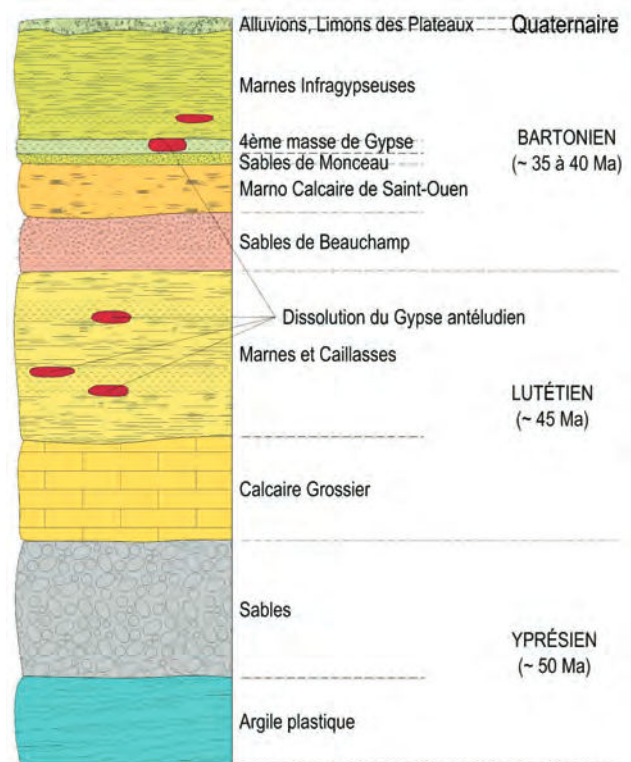 Alluvions, Limons des Plateaux Quaternaire
Marnes Infragypseuses
4ème masse de Gypse
BARTONIEN
(~ 35 à 40 Ma)
Sables de Monceau
Marno Calcaire de Saint-Ouen
Sables de Beauchamp
Dissolution du Gypse antéludien
Marnes et Caillasses
LUTÉTIEN
(~ 45 Ma)
Calcaire Grossier
Sables
YPRÉSIEN
(~ 50 Ma)
Argile plastique